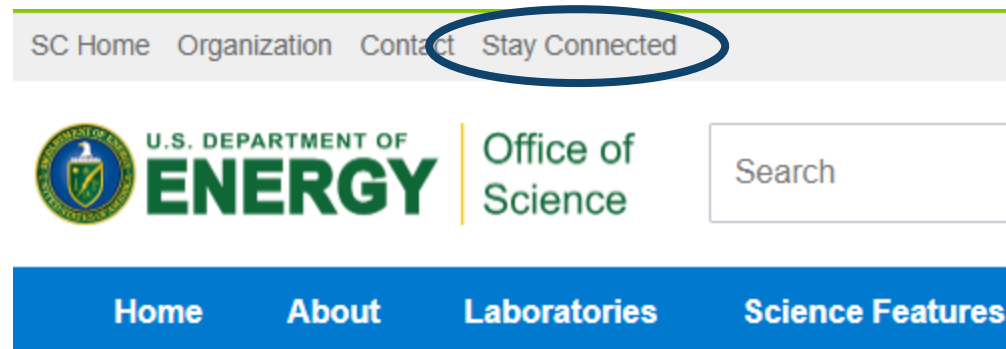 SC Home Organization Contact Stay Connected
U.S. DEPARTMENT OF
ENERGY
Office of
Science
Search
Home About Laboratories Science Features